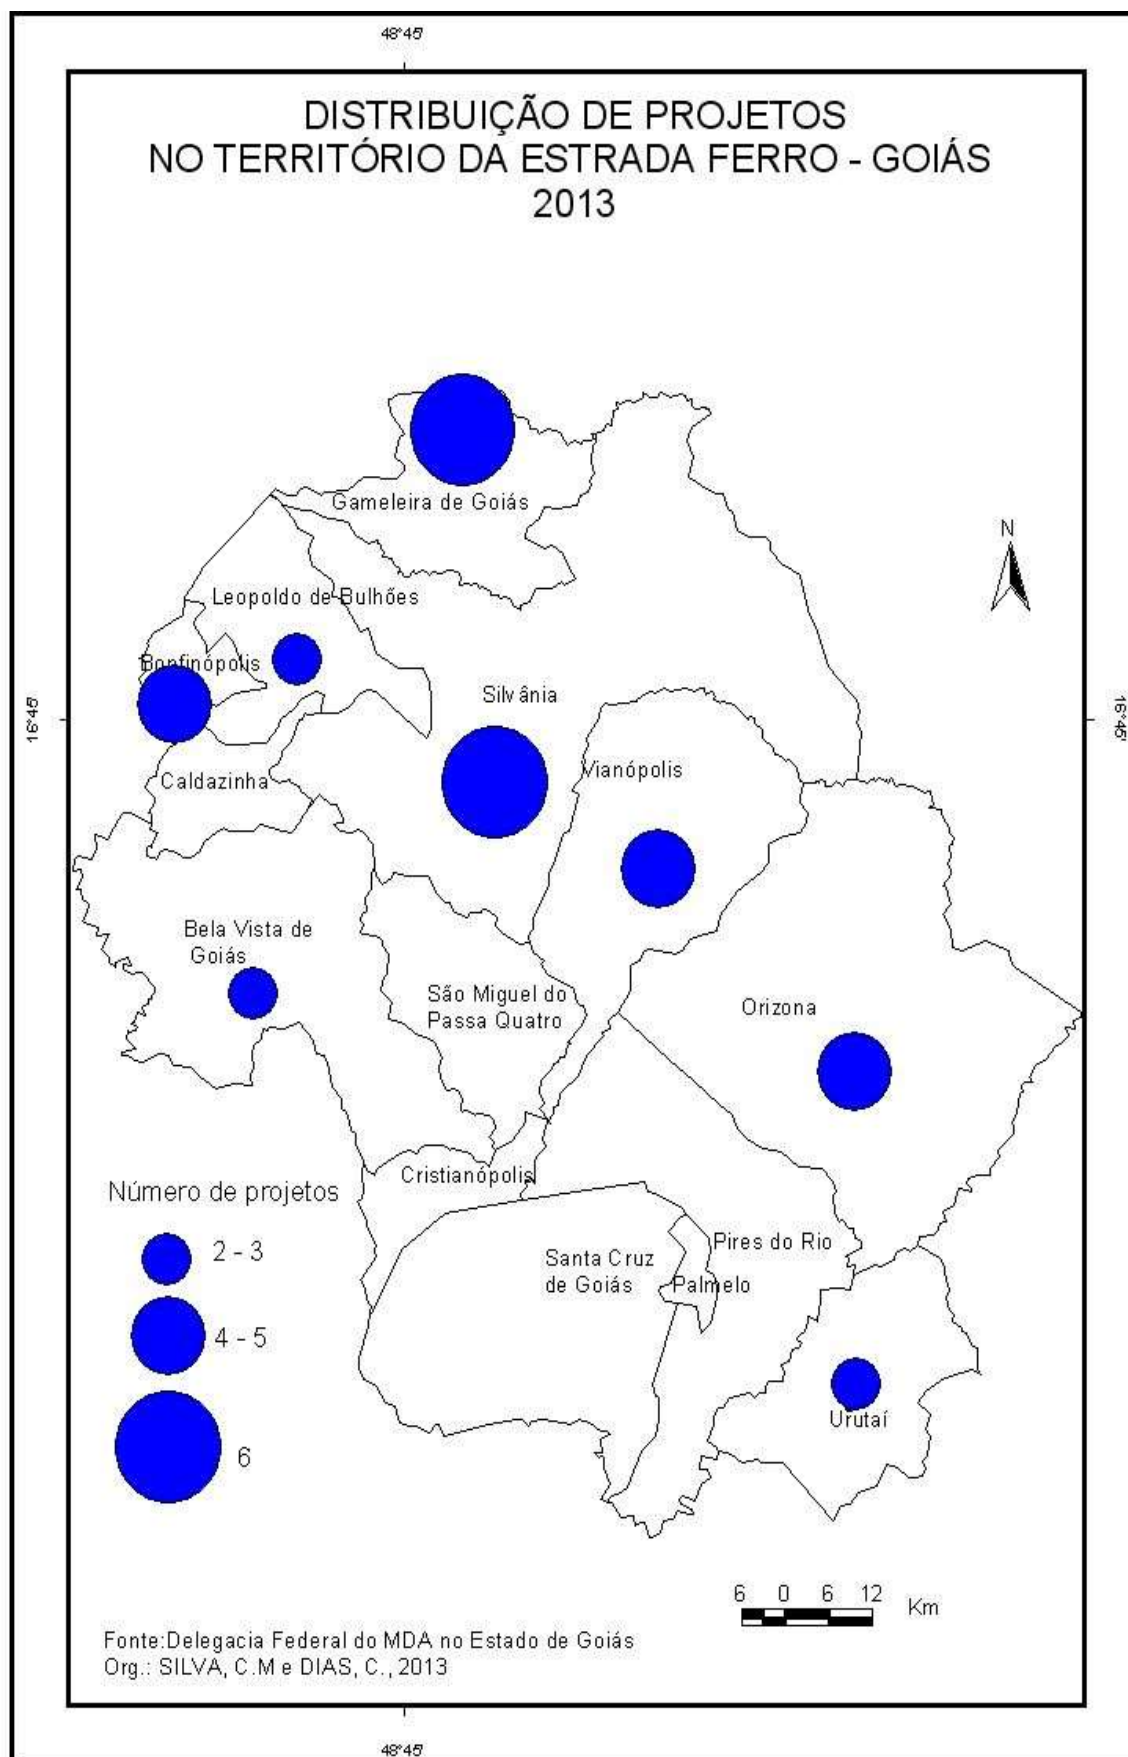 48°45'
DISTRIBUIÇÃO DE PROJETOS
NO TERRITÓRIO DA ESTRADA FERRO - GOIÁS
2013
Gameleira de Goiás
N
Leopoldo de Bulhões
Bonfinópolis
Silvânia
16°45'
16°45'
Vianópolis
Caldazinha
Bela Vista de
Goiás
São Miguel do
Passa Quatro
Orizona
Cristianópolis
Número de projetos
2 - 3
4 - 5
6
Pires do Rio
Santa Cruz
de Goiás
Palmelo
Urutaí
6 0 6 12 Km
Fonte:Delegacia Federal do MDA no Estado de Goiás
Org.: SILVA, C.M e DIAS, C., 2013
48°45'